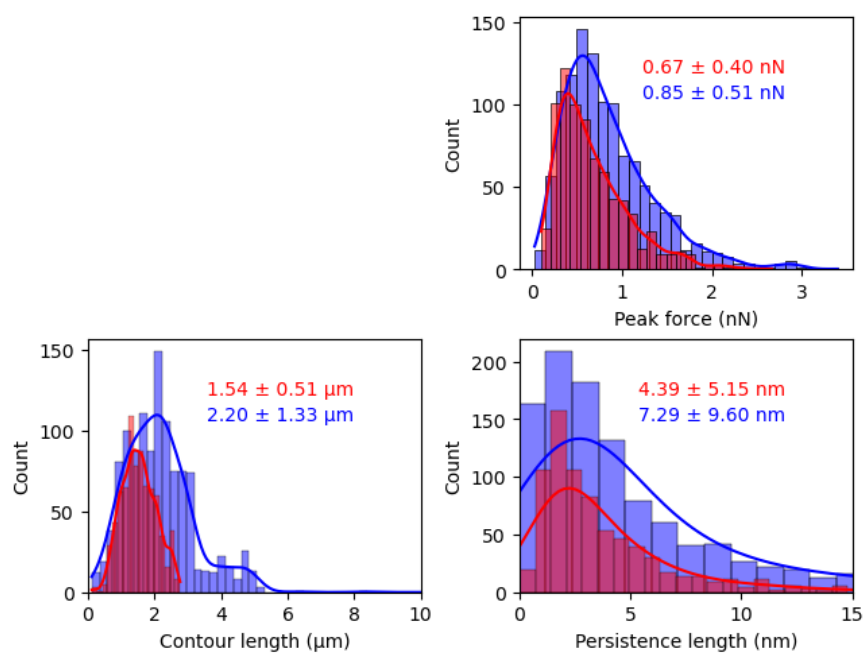 150
100
50
0
Count
0.67 ± 0.40 nN
0.85 ± 0.51 nN
0 1 2 3
Peak force (nN)
150
100
50
0
Count
1.54 ± 0.51 μm
2.20 ± 1.33 μm
0 2 4 6 8 10
Contour length (μm)
200
150
100
50
0
Count
4.39 ± 5.15 nm
7.29 ± 9.60 nm
0 5 10 15
Persistence length (nm)